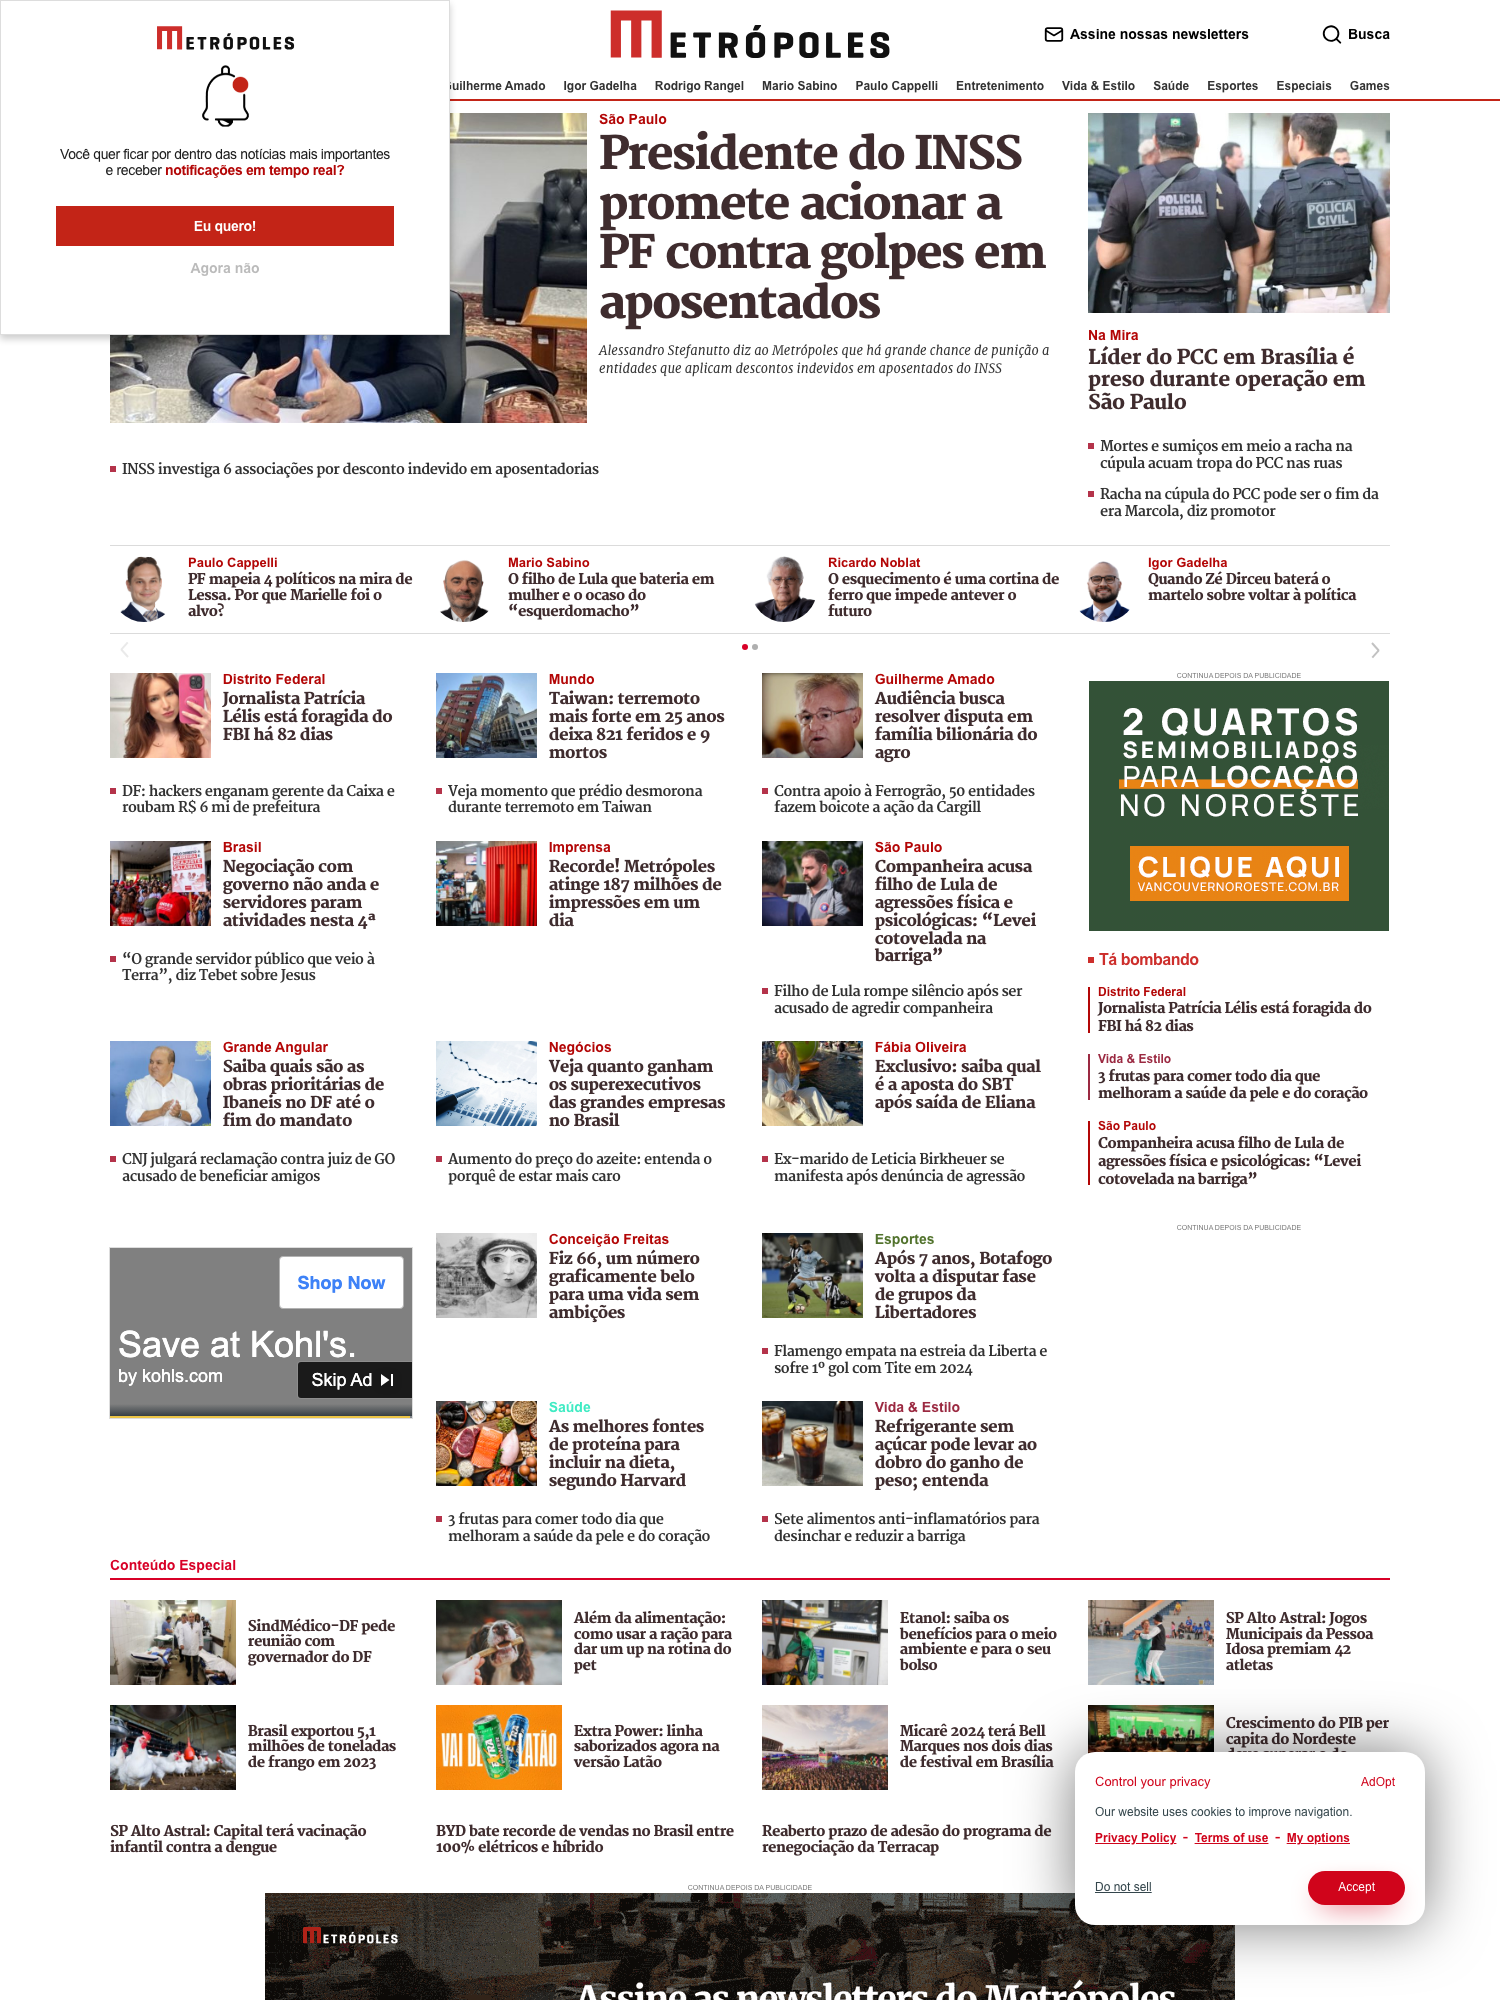 METRÓPOLES
Você quer ficar por dentro das notícias mais importantes
e receber notificações em tempo real?
Eu quero!
Agora não
METRÓPOLES
Assine nossas newsletters
Busca
Guilherme Amado Igor Gadelha Rodrigo Rangel Mario Sabino Paulo Cappelli Entretenimento Vida & Estilo Saúde Esportes Especiais Games
São Paulo
Presidente do INSS
promete acionar a
PF contra golpes em
aposentados
Alessandro Stefanutto diz ao Metrópoles que há grande chance de punição a
entidades que aplicam descontos indevidos em aposentados do INSS
INSS investiga 6 associações por desconto indevido em aposentadorias
POLICIA
FEDERAL
POLICIA
CIVIL
Na Mira
Líder do PCC em Brasília é
preso durante operação em
São Paulo
Mortes e sumiços em meio a racha na
cúpula acuam tropa do PCC nas ruas
Racha na cúpula do PCC pode ser o fim da
era Marcola, diz promotor
Paulo Cappelli
PF mapeia 4 políticos na mira de
Lessa. Por que Marielle foi o
alvo?
Mario Sabino
O filho de Lula que bateria em
mulher e o ocaso do
“esquerdomacho”
Ricardo Noblat
O esquecimento é uma cortina de
ferro que impede antever o
futuro
Igor Gadelha
Quando Zé Dirceu baterá o
martelo sobre voltar à política
Distrito Federal
Jornalista Patrícia
Lélis está foragida do
FBI há 82 dias
DF: hackers enganam gerente da Caixa e
roubam R$ 6 mi de prefeitura
Mundo
Taiwan: terremoto
mais forte em 25 anos
deixa 821 feridos e 9
mortos
Veja momento que prédio desmorona
durante terremoto em Taiwan
Guilherme Amado
Audiência busca
resolver disputa em
família bilionária do
agro
Contra apoio à Ferrogrão, 50 entidades
fazem boicote a ação da Cargill
CONTINUA DEPOIS DA PUBLICIDADE
2 QUARTOS
SEMIMOBILIADOS
PARA LOCAÇÃO
NO NOROESTE
CLIQUE AQUI
VANCOUVERNOROESTE.COM.BR
Brasil
Negociação com
governo não anda e
servidores param
atividades nesta 4ª
“O grande servidor público que veio à
Terra”, diz Tebet sobre Jesus
Imprensa
Recorde! Metrópoles
atinge 187 milhões de
impressões em um
dia
São Paulo
Companheira acusa
filho de Lula de
agressões física e
psicológicas: “Levei
cotovelada na
barriga”
Filho de Lula rompe silêncio após ser
acusado de agredir companheira
Tá bombando
Distrito Federal
Jornalista Patrícia Lélis está foragida do
FBI há 82 dias
Vida & Estilo
3 frutas para comer todo dia que
melhoram a saúde da pele e do coração
São Paulo
Companheira acusa filho de Lula de
agressões física e psicológicas: “Levei
cotovelada na barriga”
CONTINUA DEPOIS DA PUBLICIDADE
Grande Angular
Saiba quais são as
obras prioritárias de
Ibaneis no DF até o
fim do mandato
CNJ julgará reclamação contra juiz de GO
acusado de beneficiar amigos
Negócios
Veja quanto ganham
os superexecutivos
das grandes empresas
no Brasil
Aumento do preço do azeite: entenda o
porquê de estar mais caro
Fábia Oliveira
Exclusivo: saiba qual
é a aposta do SBT
após saída de Eliana
Ex-marido de Leticia Birkheuer se
manifesta após denúncia de agressão
Shop Now
Save at Kohl's.
by kohls.com
Skip Ad
Conceição Freitas
Fiz 66, um número
graficamente belo
para uma vida sem
ambições
Esportes
Após 7 anos, Botafogo
volta a disputar fase
de grupos da
Libertadores
Flamengo empata na estreia da Liberta e
sofre 1º gol com Tite em 2024
Saúde
As melhores fontes
de proteína para
incluir na dieta,
segundo Harvard
3 frutas para comer todo dia que
melhoram a saúde da pele e do coração
Vida & Estilo
Refrigerante sem
açúcar pode levar ao
dobro do ganho de
peso; entenda
Sete alimentos anti-inflamatórios para
desinchar e reduzir a barriga
Conteúdo Especial
SindMédico-DF pede
reunião com
governador do DF
Além da alimentação:
como usar a ração para
dar um up na rotina do
pet
Etanol: saiba os
benefícios para o meio
ambiente e para o seu
bolso
SP Alto Astral: Jogos
Municipais da Pessoa
Idosa premiam 42
atletas
Brasil exportou 5,1
milhões de toneladas
de frango em 2023
VAI DE LATÃO
Extra Power: linha
saborizados agora na
versão Latão
Micarê 2024 terá Bell
Marques nos dois dias
de festival em Brasília
Crescimento do PIB per
capita do Nordeste
SP Alto Astral: Capital terá vacinação
infantil contra a dengue
BYD bate recorde de vendas no Brasil entre
100% elétricos e híbrido
Reaberto prazo de adesão do programa de
renegociação da Terracap
Control your privacy
AdOpt
Our website uses cookies to improve navigation.
Privacy Policy - Terms of use - My options
Do not sell
Accept
CONTINUA DEPOIS DA PUBLICIDADE
METRÓPOLES
Assine as newsletters do Metrópoles